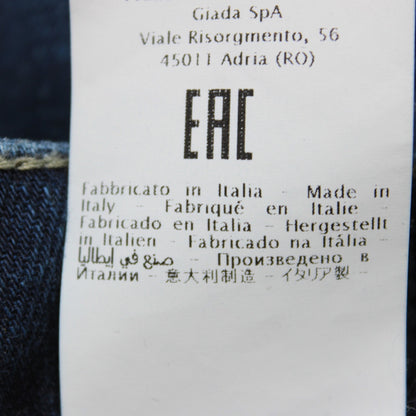 Giada SpA
Viale Risorgmento, 56
45011 Adria (RO)
EAC
Fabbricato in Italia - Made in
Italy - Fabriqué en Italie -
Fabricado en Italia - Hergestellt
in Italien - Fabricado na Itália -
صنع في إيطاليا - Произведено в
Италии - 意大利制造 - イタリア製 -